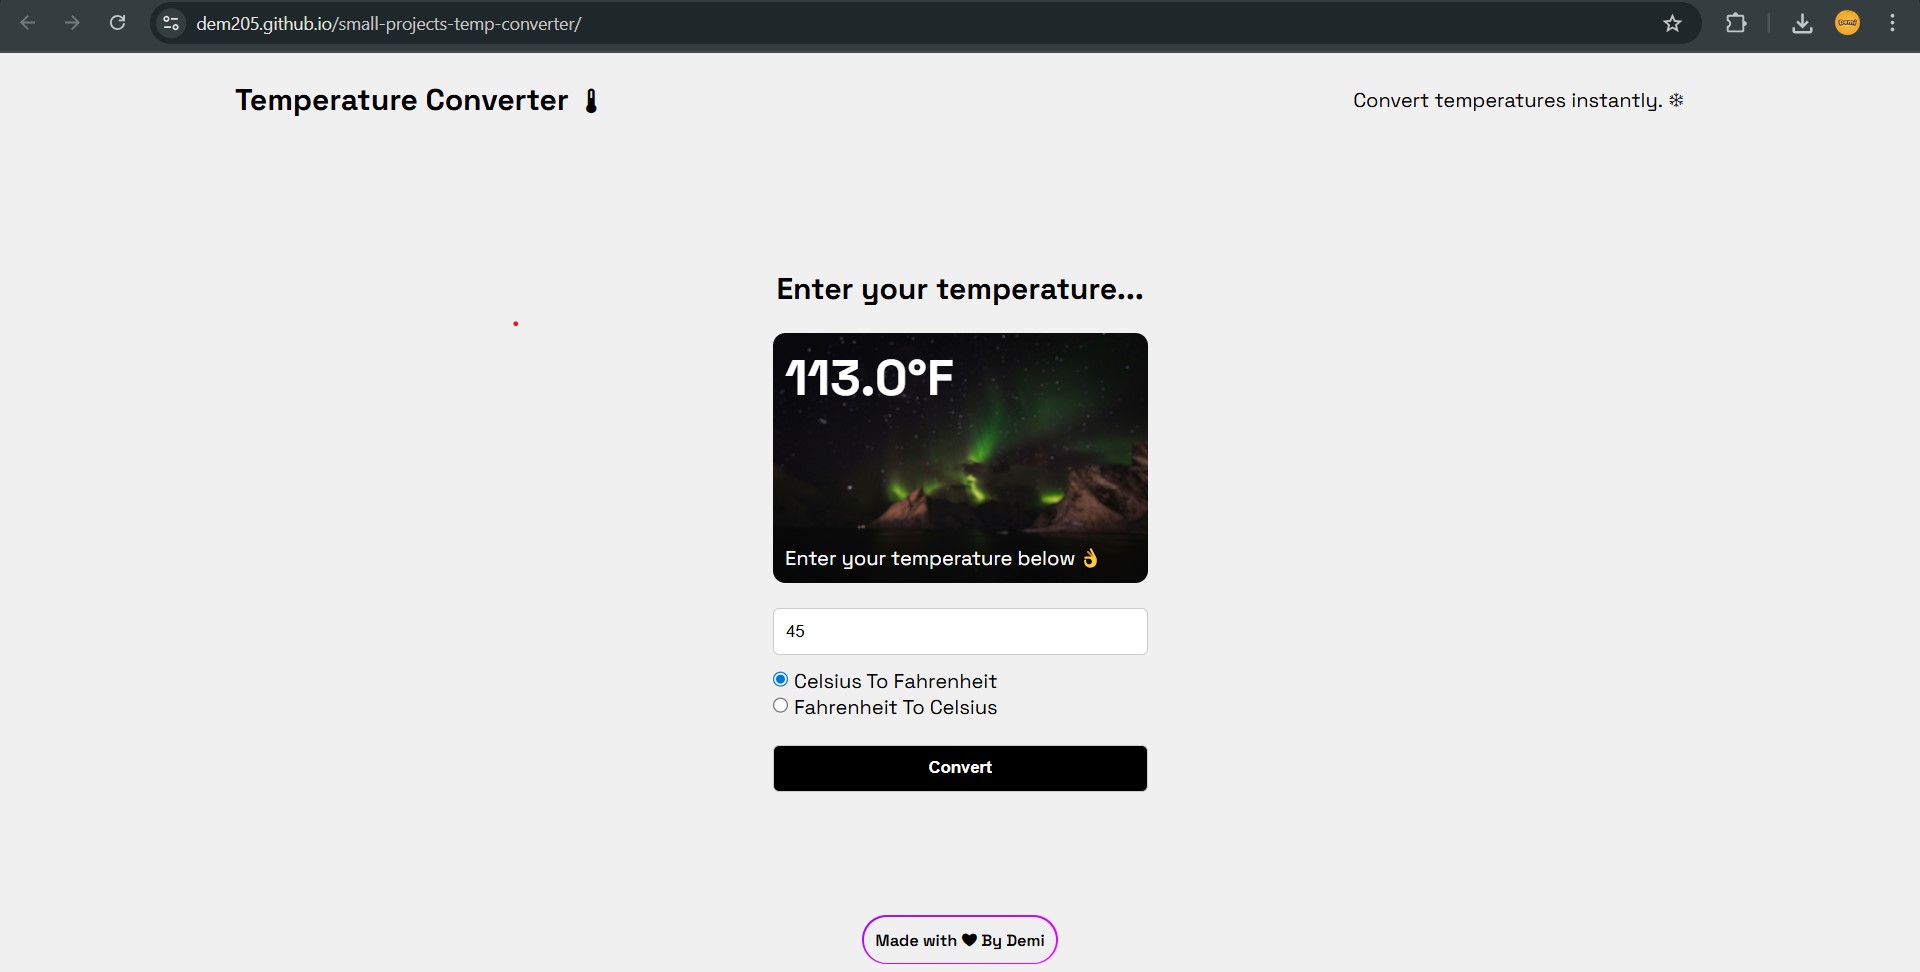 dem205.github.io/small-projects-temp-converter/
Demi
Temperature Converter 🌡
Convert temperatures instantly. ❄
Enter your temperature...
113.0°F
Enter your temperature below 👌
45
Celsius To Fahrenheit
Fahrenheit To Celsius
Convert
Made with ❤ By Demi